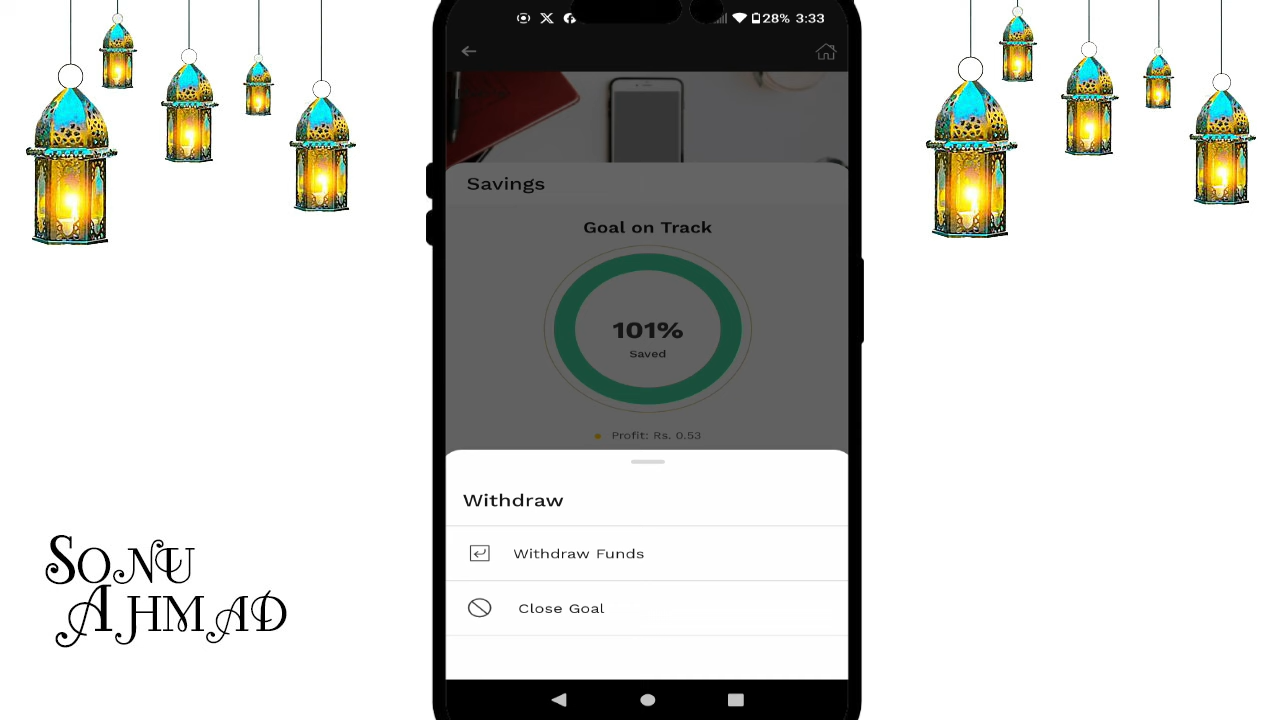 28% 3:33
Savings
Goal on Track
101%
Saved
Profit: Rs. 0.53
Withdraw
Withdraw Funds
Close Goal
SONU
AHMAD